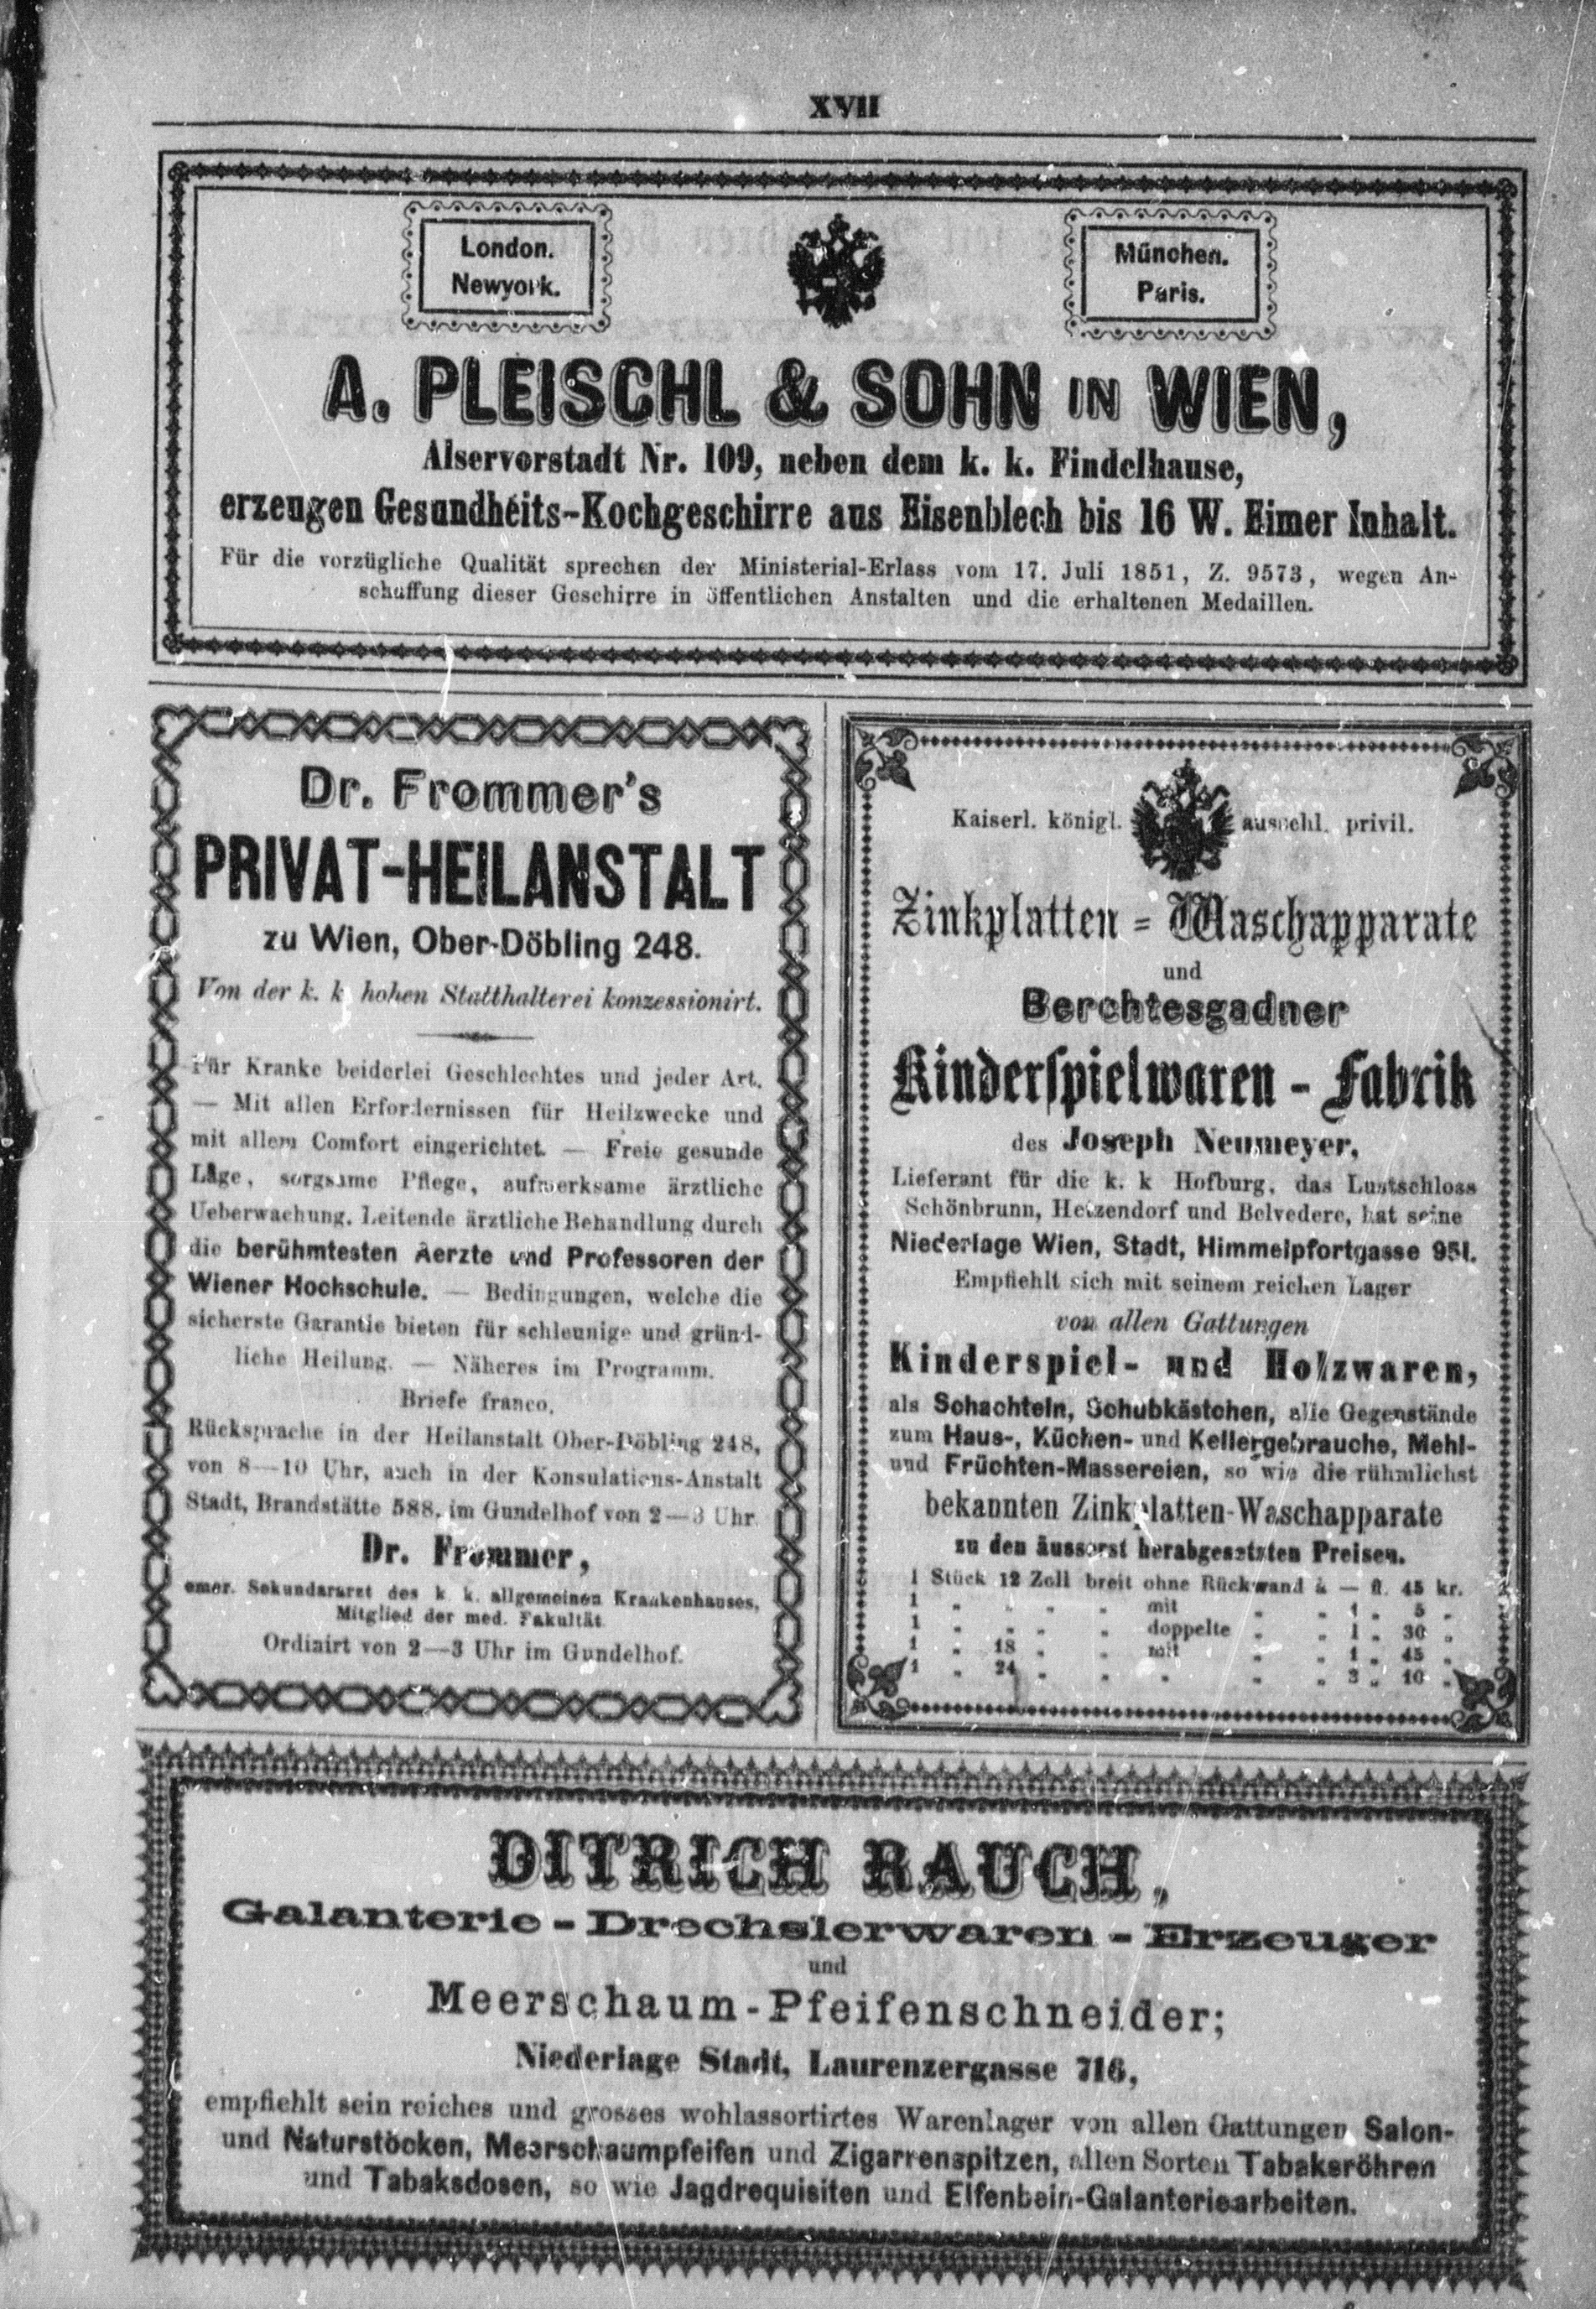 XVII
London.
Newyork.
München.
Paris.
A. PLEISCHL & SOHN IN WIEN,
Alservorstadt Nr. 109, neben dem k. k. Findelhause,
erzeugen Gesundheits-Kochgeschirre aus Eisenblech bis 16 W. Eimer Inhalt.
Für die vorzügliche Qualität sprechen der Ministerial-Erlass vom 17. Juli 1851, Z. 9573, wegen An-
schaffung dieser Geschirre in öffentlichen Anstalten und die erhaltenen Medaillen.
Dr. Frommer's
PRIVAT-HEILANSTALT
zu Wien, Ober-Döbling 248.
Von der k. k. hohen Statthalterei konzessionirt.
Für Kranke beiderlei Geschlechtes und jeder Art.
— Mit allen Erfordernissen für Heilzwecke und
mit allem Comfort eingerichtet. — Freie gesunde
Lage, sorgsame Pflege, aufmerksame ärztliche
Ueberwachung. Leitende ärztliche Behandlung durch
die berühmtesten Aerzte und Professoren der
Wiener Hochschule. — Bedingungen, welche die
sicherste Garantie bieten für schleunige und gründ-
liche Heilung. — Näheres im Programm.
Briefe franco.
Rücksprache in der Heilanstalt Ober-Döbling 248,
von 8—10 Uhr, auch in der Konsulations-Anstalt
Stadt, Brandstätte 588, im Gundelhof von 2—3 Uhr.
Dr. Frommer,
emer. Sekundararzt des k. k. allgemeinen Krankenhauses,
Mitglied der med. Fakultät.
Ordinirt von 2—3 Uhr im Gundelhof.
Kaiserl. königl. ausschl. privil.
Zinkplatten-Waschapparate
und
Berchtesgadner
Kinderspielwaren-Fabrik
des Joseph Neumeyer,
Lieferant für die k. k Hofburg, das Lustschloss
Schönbrunn, Hetzendorf und Belvedere, hat seine
Niederlage Wien, Stadt, Himmelpfortgasse 951.
Empfiehlt sich mit seinem reichen Lager
von allen Gattungen
Kinderspiel- und Holzwaren,
als Schachteln, Schubkästchen, alle Gegenstände
zum Haus-, Küchen- und Kellergebrauche, Mehl-
und Früchten-Massereien, so wie die rühmlichst
bekannten Zinkplatten-Waschapparate
zu den äusserst herabgesetzten Preisen.
1 Stück 12 Zoll breit ohne Rückwand à — fl. 45 kr.
1 „ „ „ „ mit „ „ 1 „ 5 „
1 „ „ „ „ doppelte „ „ 1 „ 30 „
1 „ 18 „ „ mit „ „ 1 „ 45 „
1 „ 24 „ „ „ „ „ 3 „ 10 „
DITRICH RAUCH,
Galanterie-Drechslerwaren-Erzeuger
und
Meerschaum-Pfeifenschneider;
Niederlage Stadt, Laurenzergasse 716,
empfiehlt sein reiches und grosses wohlassortirtes Warenlager von allen Gattungen Salon-
und Naturstöcken, Meerschaumpfeifen und Zigarrenspitzen, allen Sorten Tabaksröhren
und Tabaksdosen, so wie Jagdrequisiten und Elfenbein-Galanteriearbeiten.